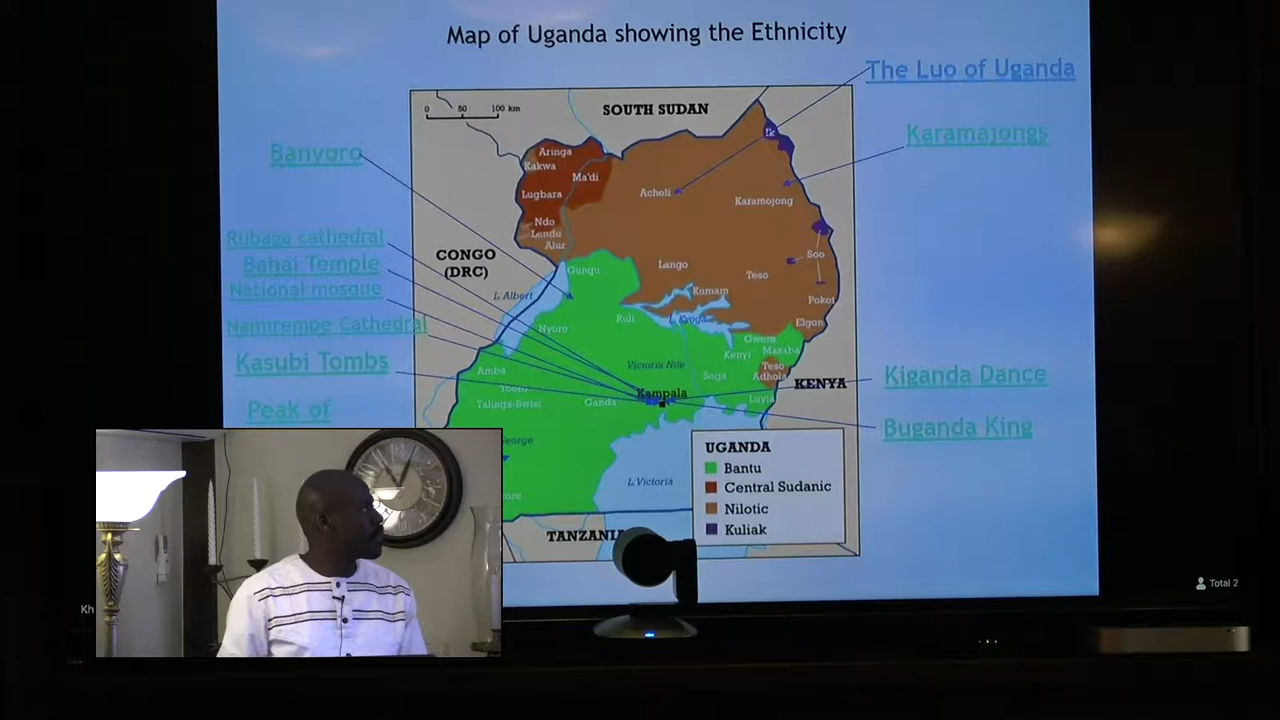 Map of Uganda showing the Ethnicity
The Luo of Uganda
Karamajongs
Banyoro
Rubaga cathedral
Bahai Temple
National mosque
Namirempe Cathedral
Kasubi Tombs
Peak of
Kiganda Dance
Buganda King
0 50 100 km
SOUTH SUDAN
Ik
Aringa
Kakwa
Ma'di
Lugbara
Acholi
Karamojong
Ndo
Lendu
Alur
CONGO
(DRC)
Soo
Gungu
Lango
Teso
L. Albert
Kumam
Pokot
Ruli
L. Kyoga
Elgon
Nyoro
Gwere
Kenyi
Masaba
Victoria Nile
Amba
Soga
Teso
Adhola
KENYA
Tooro
Kampala
Talinga-Bwisi
Ganda
Luyia
eorge
L. Victoria
TANZANI
UGANDA
Bantu
Central Sudanic
Nilotic
Kuliak
Total 2
Kh